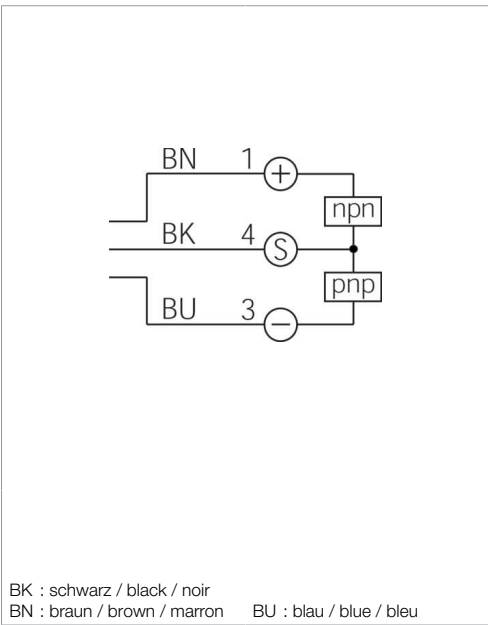 BN 1 +
npn
BK 4 S
pnp
BU 3 −
BK : schwarz / black / noir
BN : braun / brown / marron BU : blau / blue / bleu